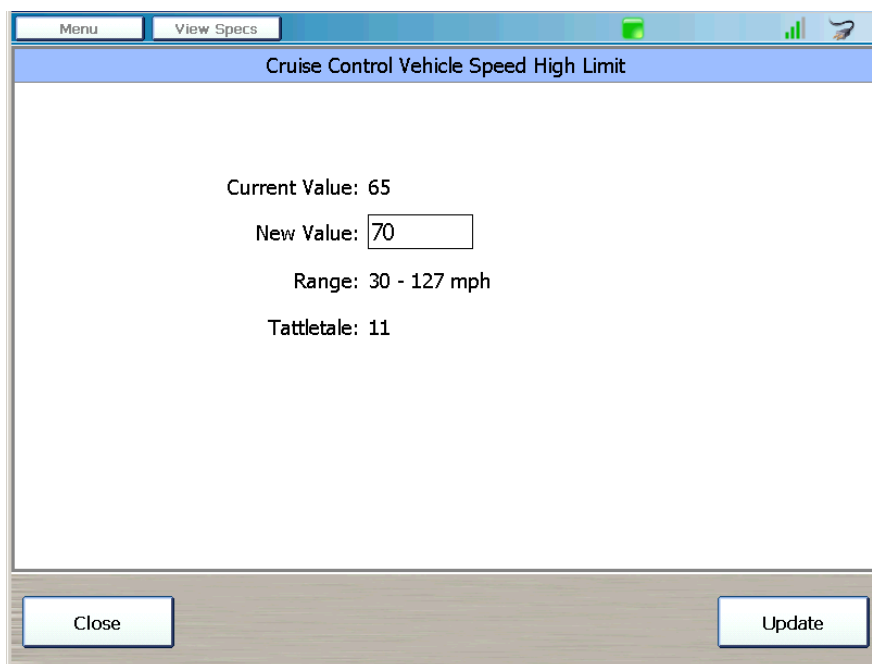 Menu View Specs
Cruise Control Vehicle Speed High Limit
Current Value: 65
New Value: 70
Range: 30 - 127 mph
Tattletale: 11
Close Update